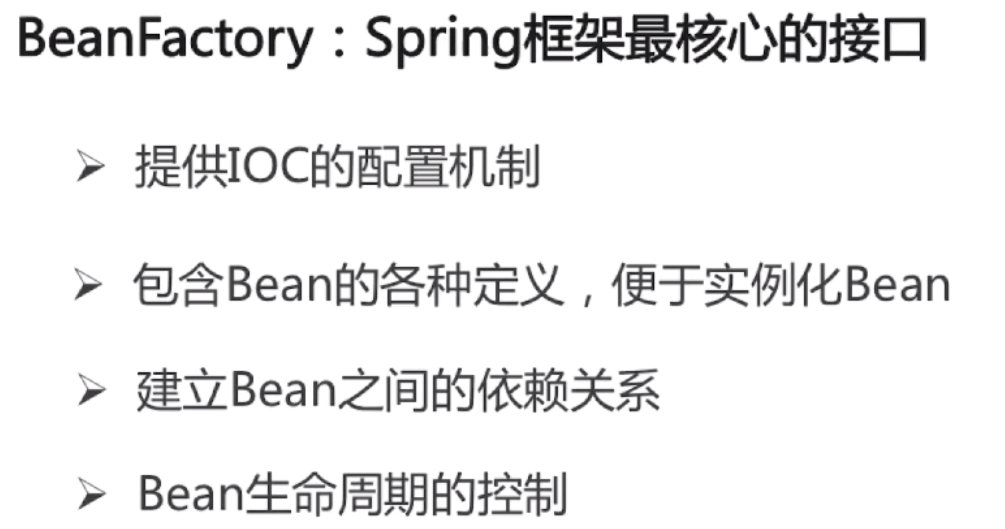 BeanFactory：Spring框架最核心的接口
➢ 提供IOC的配置机制
➢ 包含Bean的各种定义，便于实例化Bean
➢ 建立Bean之间的依赖关系
➢ Bean生命周期的控制